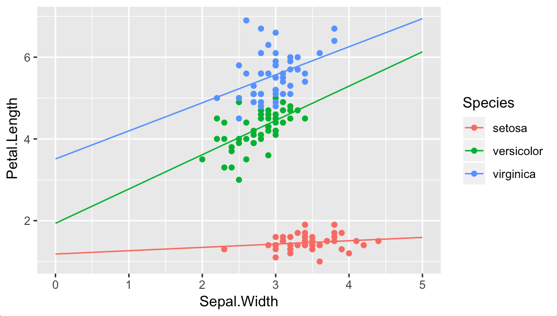 6
4
2
Petal.Length
0 1 2 3 4 5
Sepal.Width
Species
setosa
versicolor
virginica